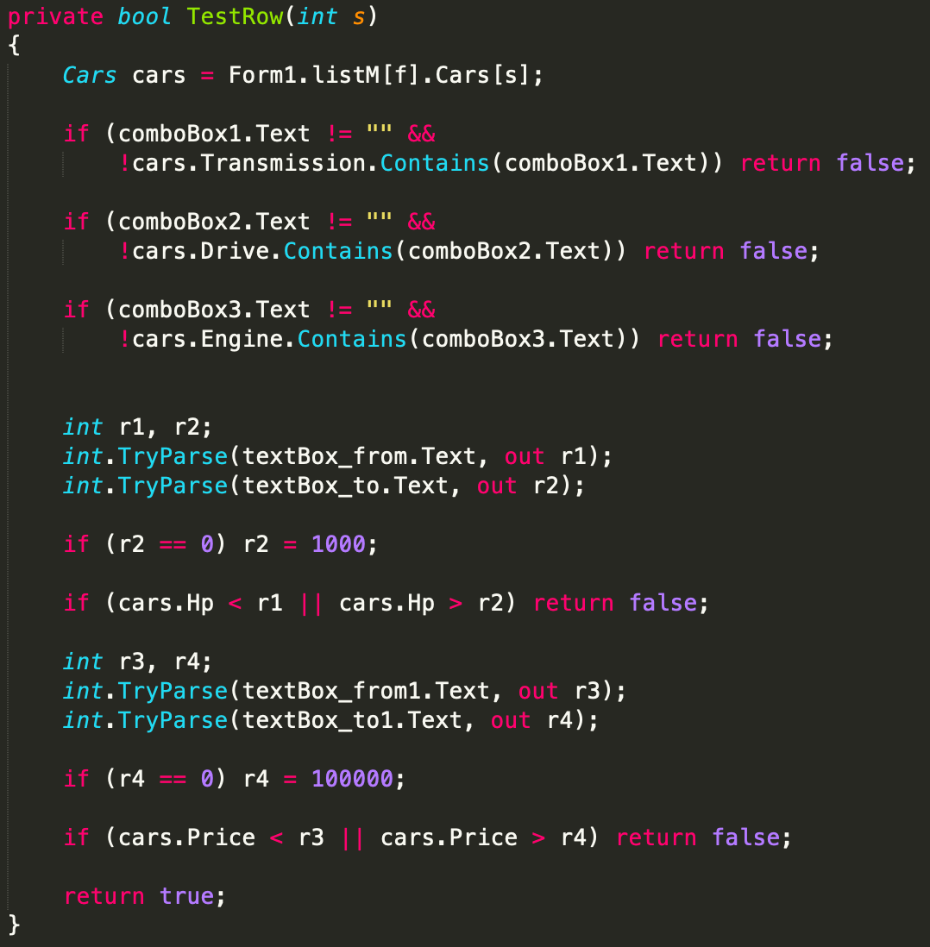 private bool TestRow(int s)
{
    Cars cars = Form1.listM[f].Cars[s];

    if (comboBox1.Text != "" &&
        !cars.Transmission.Contains(comboBox1.Text)) return false;

    if (comboBox2.Text != "" &&
        !cars.Drive.Contains(comboBox2.Text)) return false;

    if (comboBox3.Text != "" &&
        !cars.Engine.Contains(comboBox3.Text)) return false;


    int r1, r2;
    int.TryParse(textBox_from.Text, out r1);
    int.TryParse(textBox_to.Text, out r2);

    if (r2 == 0) r2 = 1000;

    if (cars.Hp < r1 || cars.Hp > r2) return false;

    int r3, r4;
    int.TryParse(textBox_from1.Text, out r3);
    int.TryParse(textBox_to1.Text, out r4);

    if (r4 == 0) r4 = 100000;

    if (cars.Price < r3 || cars.Price > r4) return false;

    return true;
}